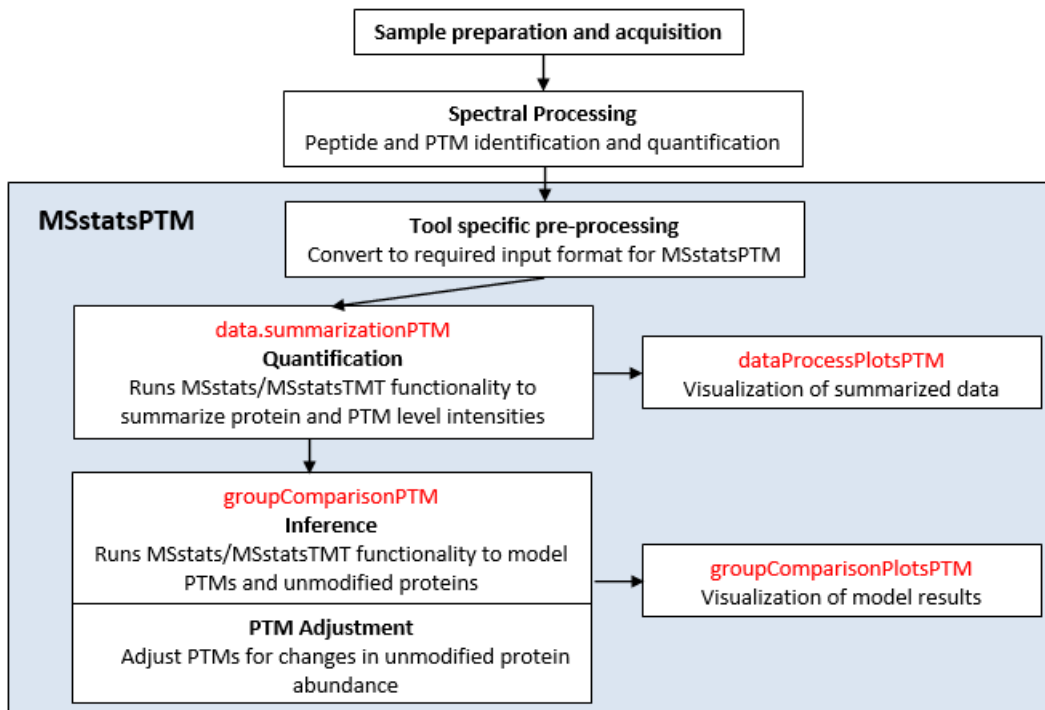 Sample preparation and acquisition
Spectral Processing
Peptide and PTM identification and quantification
MSstatsPTM
Tool specific pre-processing
Convert to required input format for MSstatsPTM
data.summarizationPTM
Quantification
Runs MSstats/MSstatsTMT functionality to
summarize protein and PTM level intensities
dataProcessPlotsPTM
Visualization of summarized data
groupComparisonPTM
Inference
Runs MSstats/MSstatsTMT functionality to model
PTMs and unmodified proteins
groupComparisonPlotsPTM
Visualization of model results
PTM Adjustment
Adjust PTMs for changes in unmodified protein
abundance